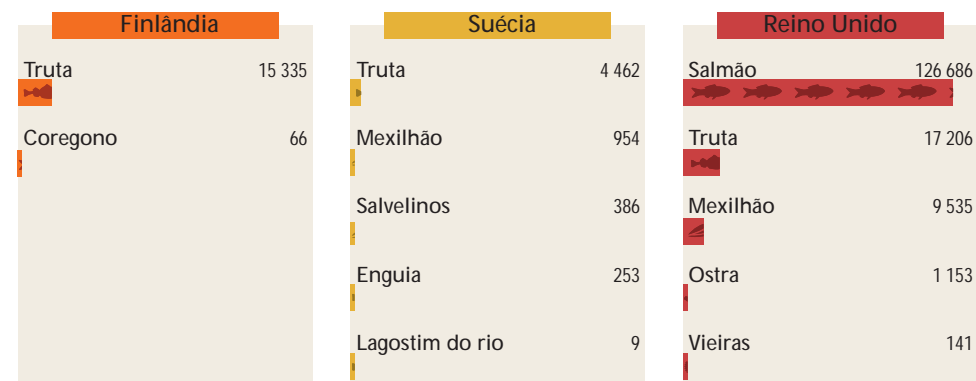 Finlândia
Truta 15 335
Coregono 66
Suécia
Truta 4 462
Mexilhão 954
Salvelinos 386
Enguia 253
Lagostim do rio 9
Reino Unido
Salmão 126 686
Truta 17 206
Mexilhão 9 535
Ostra 1 153
Vieiras 141